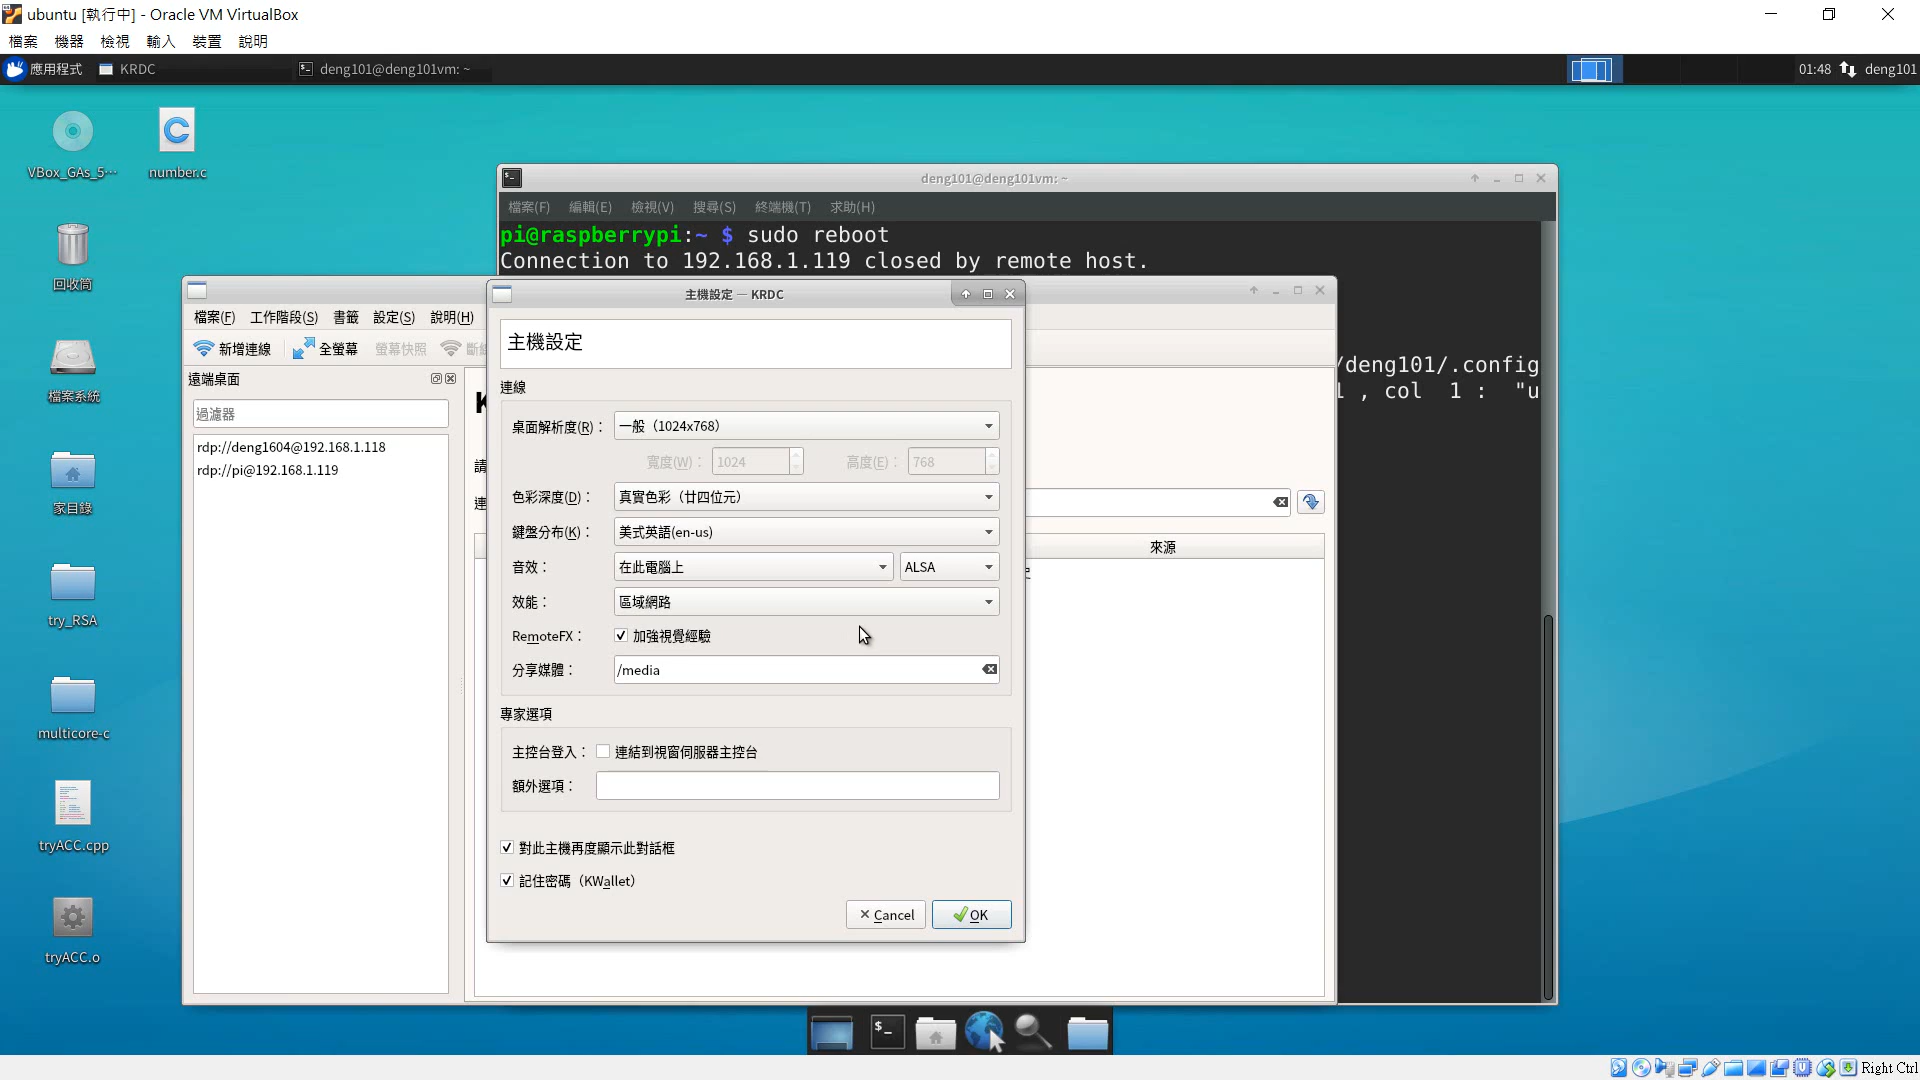 ubuntu [執行中] - Oracle VM VirtualBox
檔案 機器 檢視 輸入 裝置 說明
應用程式 KRDC deng101@deng101vm: ~ 01:48 deng101
VBox_GAs_5… number.c
回收筒
檔案系統
家目錄
try_RSA
multicore-c
tryACC.cpp
tryACC.o
deng101@deng101vm: ~
檔案(F) 編輯(E) 檢視(V) 搜尋(S) 終端機(T) 求助(H)
pi@raspberrypi:~ $ sudo reboot
Connection to 192.168.1.119 closed by remote host.
/deng101/.config
, col 1 : "u
檔案(F) 工作階段(S) 書籤 設定(S) 說明(H)
新增連線 全螢幕 螢幕快照
遠端桌面
過濾器
rdp://deng1604@192.168.1.118
rdp://pi@192.168.1.119
K
請
連
來源
主機設定 — KRDC
主機設定
連線
桌面解析度(R)： 一般（1024x768）
寬度(W)： 1024 高度(E)： 768
色彩深度(D)： 真實色彩（廿四位元）
鍵盤分布(K)： 美式英語(en-us)
音效： 在此電腦上 ALSA
效能： 區域網路
RemoteFX： 加強視覺經驗
分享媒體： /media
專家選項
主控台登入： 連結到視窗伺服器主控台
額外選項：
對此主機再度顯示此對話框
記住密碼（KWallet）
Cancel OK
Right Ctrl